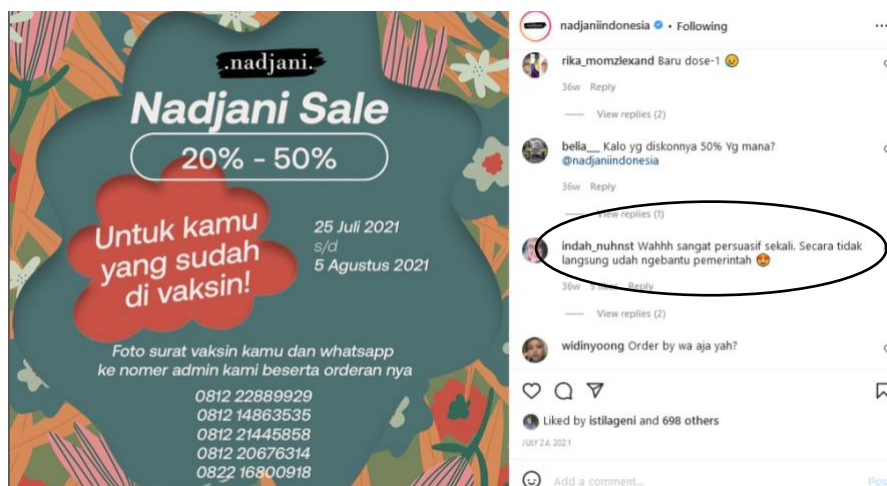 .nadjani.
Nadjani Sale
20% - 50%
Untuk kamu
yang sudah
di vaksin!
25 Juli 2021
s/d
5 Agustus 2021
Foto surat vaksin kamu dan whatsapp
ke nomer admin kami beserta orderan nya
0812 22889929
0812 14863535
0812 21445858
0812 20676314
0822 16800918
nadjaniindonesia • Following
rika_momzlexand Baru dose-1
36w Reply
View replies (2)
belia__ Kalo yg diskonnya 50% Yg mana?
@nadjaniindonesia
36w Reply
View replies (1)
indah_nuhnst Wahhh sangat persuasif sekali. Secara tidak
langsung udah ngebantu pemerintah
36w 5 likes Reply
View replies (2)
widinyoong Order by wa aja yah?
Liked by istilageni and 698 others
JULY 24, 2021
Add a comment...